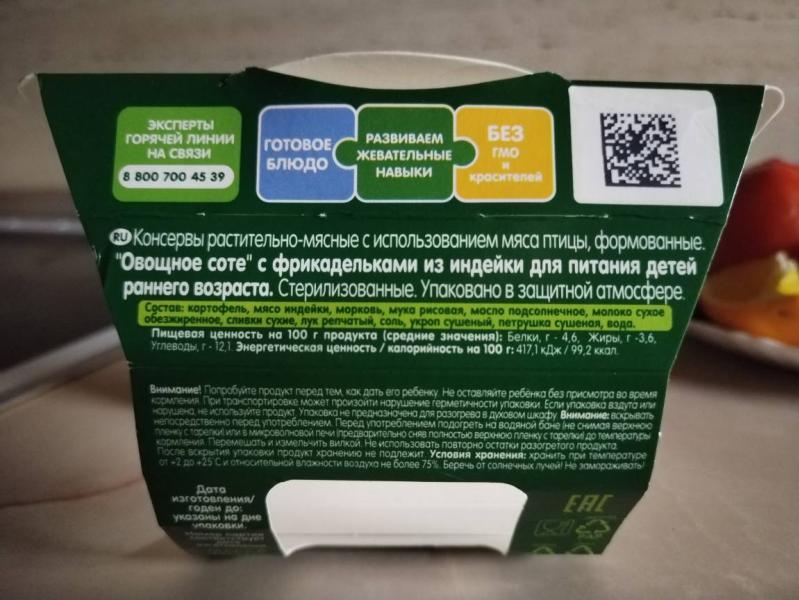 ЭКСПЕРТЫ
ГОРЯЧЕЙ ЛИНИИ
НА СВЯЗИ
8 800 700 45 39
ГОТОВОЕ
БЛЮДО
РАЗВИВАЕМ
ЖЕВАТЕЛЬНЫЕ
НАВЫКИ
БЕЗ
ГМО
и
красителей
RU Консервы растительно-мясные с использованием мяса птицы, формованные.
"Овощное соте" с фрикадельками из индейки для питания детей
раннего возраста. Стерилизованные. Упаковано в защитной атмосфере.
Состав: картофель, мясо индейки, морковь, мука рисовая, масло подсолнечное, молоко сухое
обезжиренное, сливки сухие, лук репчатый, соль, укроп сушеный, петрушка сушеная, вода.
Пищевая ценность на 100 г продукта (средние значения): Белки, г - 4,6, Жиры, г -3,6,
Углеводы, г - 12,1. Энергетическая ценность / калорийность на 100 г: 417,1 кДж / 99,2 ккал.
Внимание! Попробуйте продукт перед тем, как дать его ребенку. Не оставляйте ребенка без присмотра во время
кормления. При транспортировке может произойти нарушение герметичности упаковки. Если упаковка вздута или
нарушена, не используйте продукт. Упаковка не предназначена для разогрева в духовом шкафу. Внимание: вскрывать
непосредственно перед употреблением. Перед употреблением подогреть на водяной бане (не снимая верхнюю
пленку с тарелки) или в микроволновой печи (предварительно сняв полностью верхнюю пленку с тарелки) до температуры
кормления. Перемешать и измельчить вилкой. Не использовать повторно остатки разогретого продукта.
После вскрытия упаковки продукт хранению не подлежит. Условия хранения: хранить при температуре
от +2 до +25°С и относительной влажности воздуха не более 75%. Беречь от солнечных лучей! Не замораживать!
Дата
изготовления/
годен до:
указаны на дне
упаковки.
Номер партии
соответствует
дате
EAC